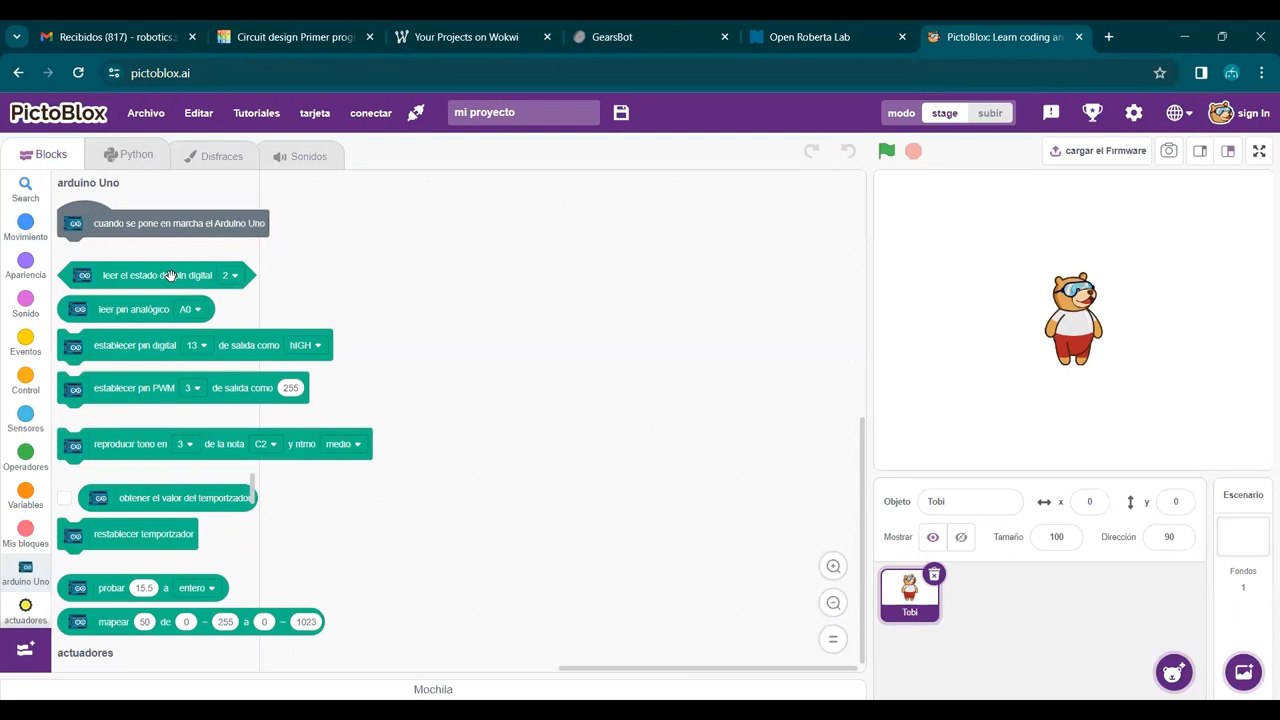 Recibidos (817) - robotics.
Circuit design Primer prog
Your Projects on Wokwi
GearsBot
Open Roberta Lab
PictoBlox: Learn coding an
pictoblox.ai
PictoBlox
Archivo
Editar
Tutoriales
tarjeta
conectar
mi proyecto
modo
stage
subir
sign In
Blocks
Python
Disfraces
Sonidos
cargar el Firmware
Search
Movimiento
Apariencia
Sonido
Eventos
Control
Sensores
Operadores
Variables
Mis bloques
arduino Uno
actuadores
arduino Uno
cuando se pone en marcha el Arduino Uno
leer el estado del pin digital 2
leer pin analógico A0
establecer pin digital 13 de salida como hIGH
establecer pin PWM 3 de salida como 255
reproducir tono en 3 de la nota C2 y ritmo medio
obtener el valor del temporizador
restablecer temporizador
probar 15.5 a entero
mapear 50 de 0 ~ 255 a 0 ~ 1023
actuadores
Mochila
Objeto Tobi x 0 y 0
Mostrar Tamaño 100 Dirección 90
Tobi
Escenario
Fondos
1